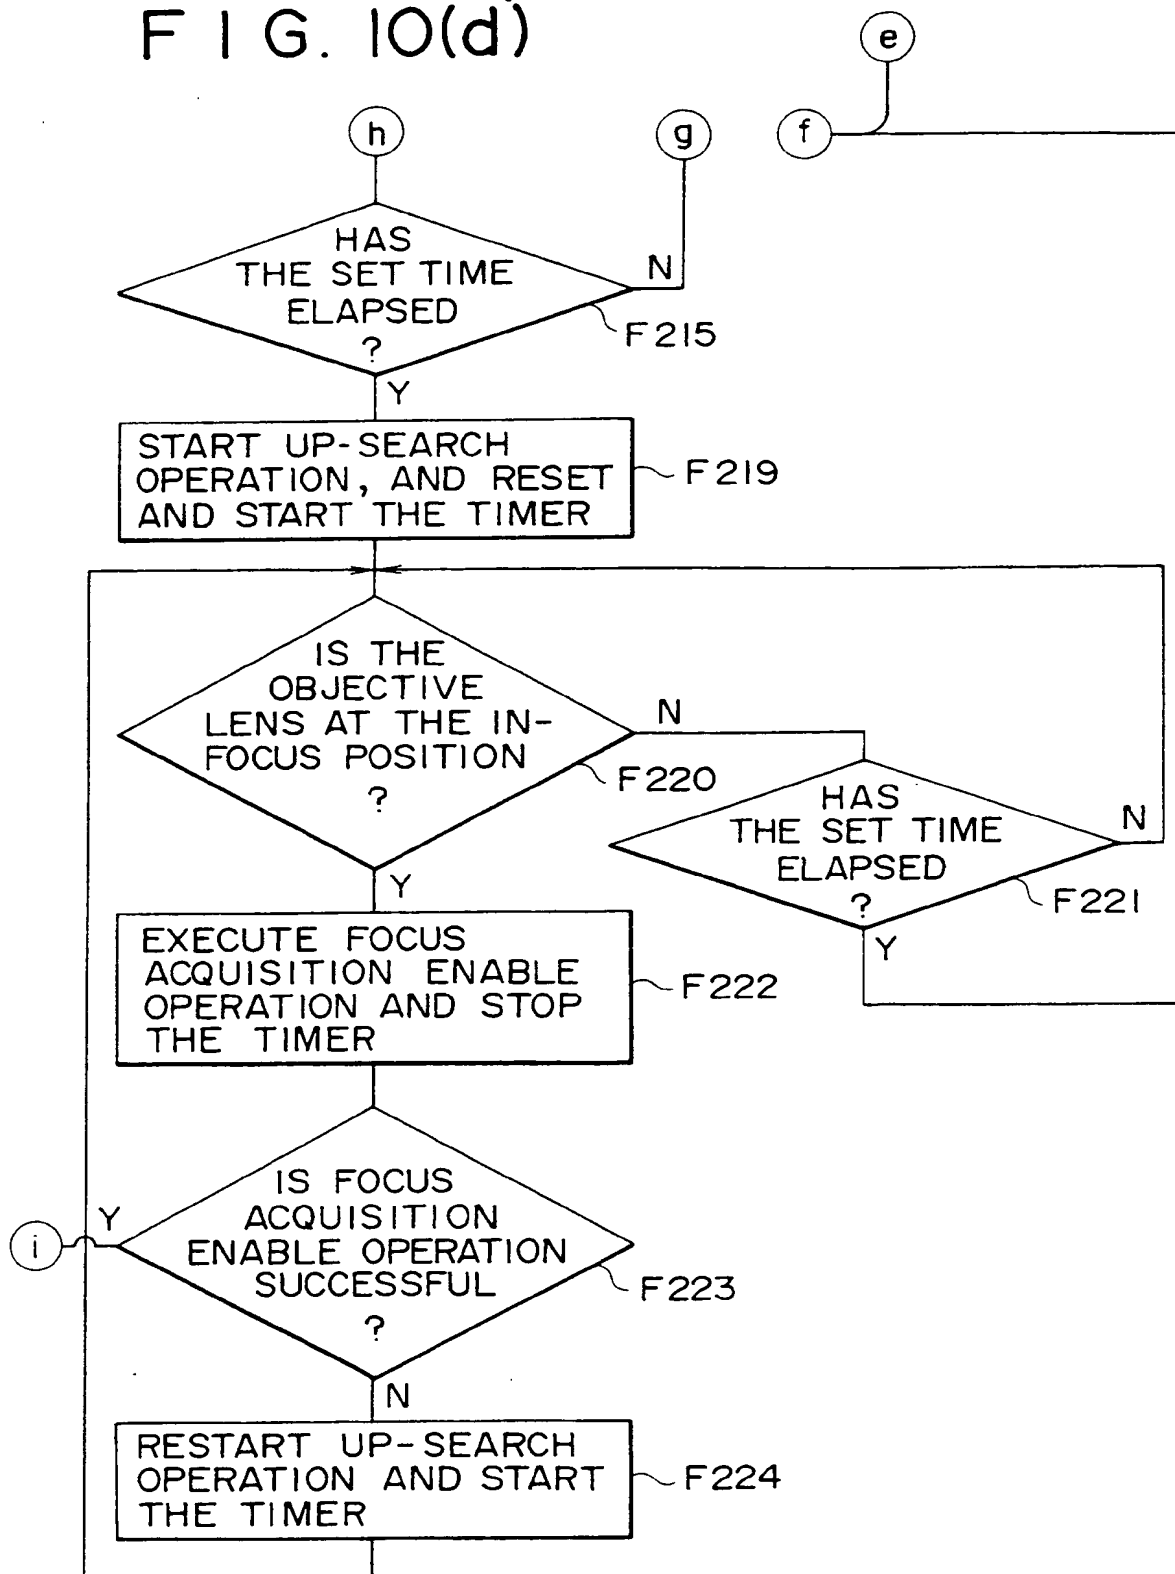 FIG. 10(d)
e
h
g
f
HAS
THE SET TIME
ELAPSED
?
N
F215
Y
START UP-SEARCH
OPERATION, AND RESET
AND START THE TIMER
F219
IS THE
OBJECTIVE
LENS AT THE IN-
FOCUS POSITION
?
N
F220
Y
HAS
THE SET TIME
ELAPSED
?
N
F221
Y
EXECUTE FOCUS
ACQUISITION ENABLE
OPERATION AND STOP
THE TIMER
F222
IS FOCUS
ACQUISITION
ENABLE OPERATION
SUCCESSFUL
?
Y
i
F223
N
RESTART UP-SEARCH
OPERATION AND START
THE TIMER
F224